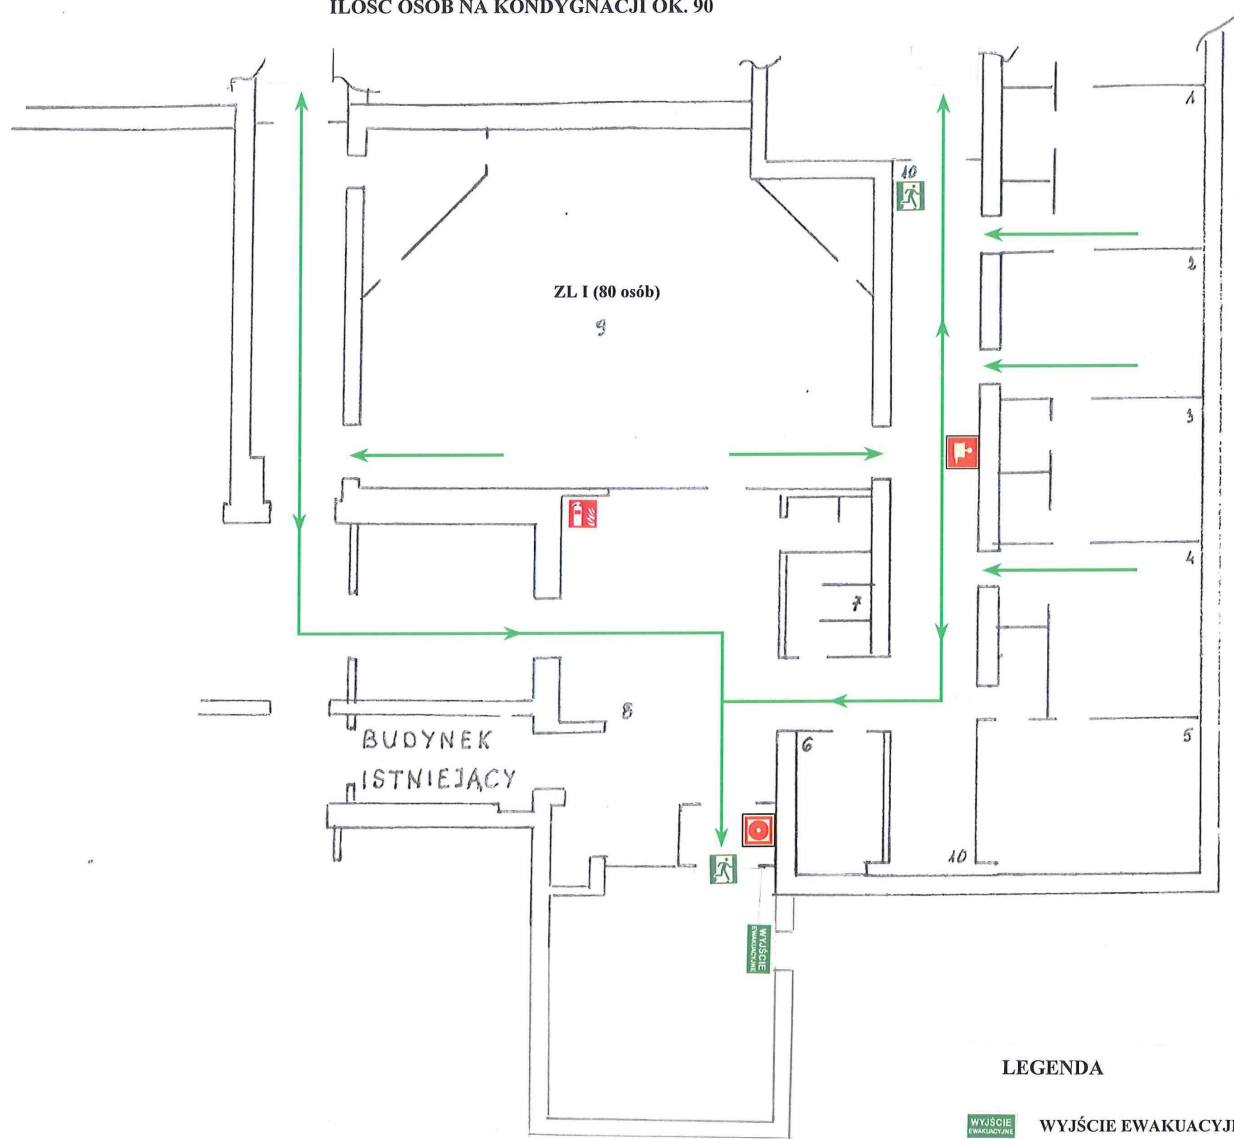 ILOŚĆ OSÓB NA KONDYGNACJI OK. 90
1
10
2
ZL I (80 osób)
9
3
4
7
8
BUDYNEK
6
5
ISTNIEJĄCY
10
WYJŚCIE
EWAKUACYJNE
LEGENDA
WYJŚCIE
EWAKUACYJNE
WYJŚCIE EWAKUACYJN